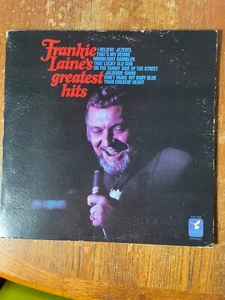 Frankie
Laine's
greatest
hits
I BELIEVE • JEZEBEL
THAT'S MY DESIRE
MOONLIGHT GAMBLER
THAT LUCKY OLD SUN
ON THE SUNNY SIDE OF THE STREET
JALOUSIE • SHINE
DON'T MAKE MY BABY BLUE
YOUR CHEATIN' HEART